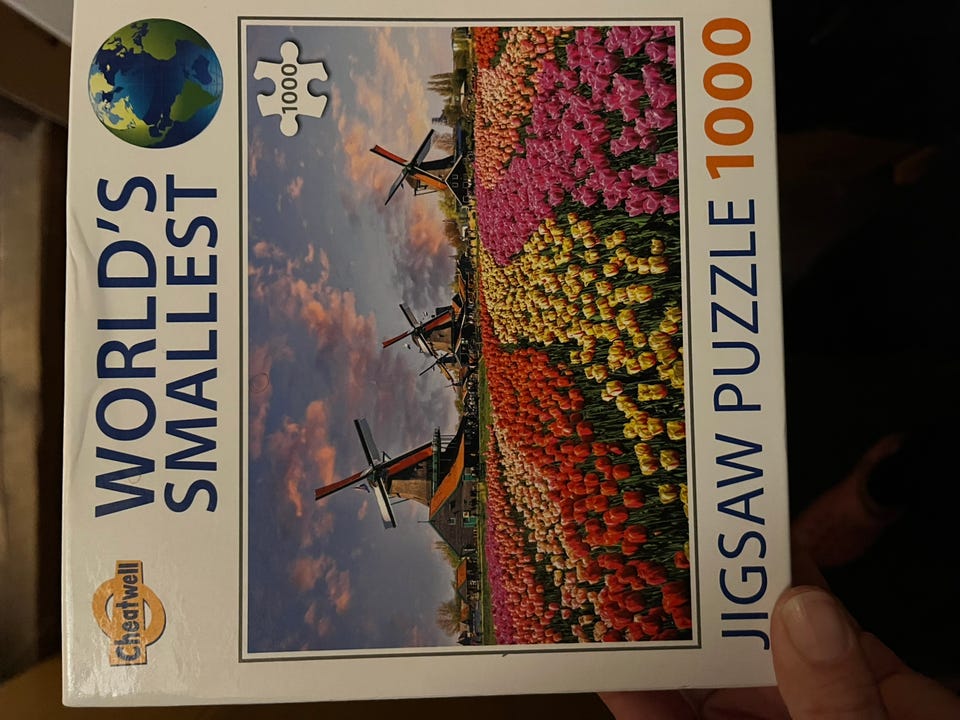 Cheatwell
WORLD'S
SMALLEST
1000
JIGSAW PUZZLE 1000